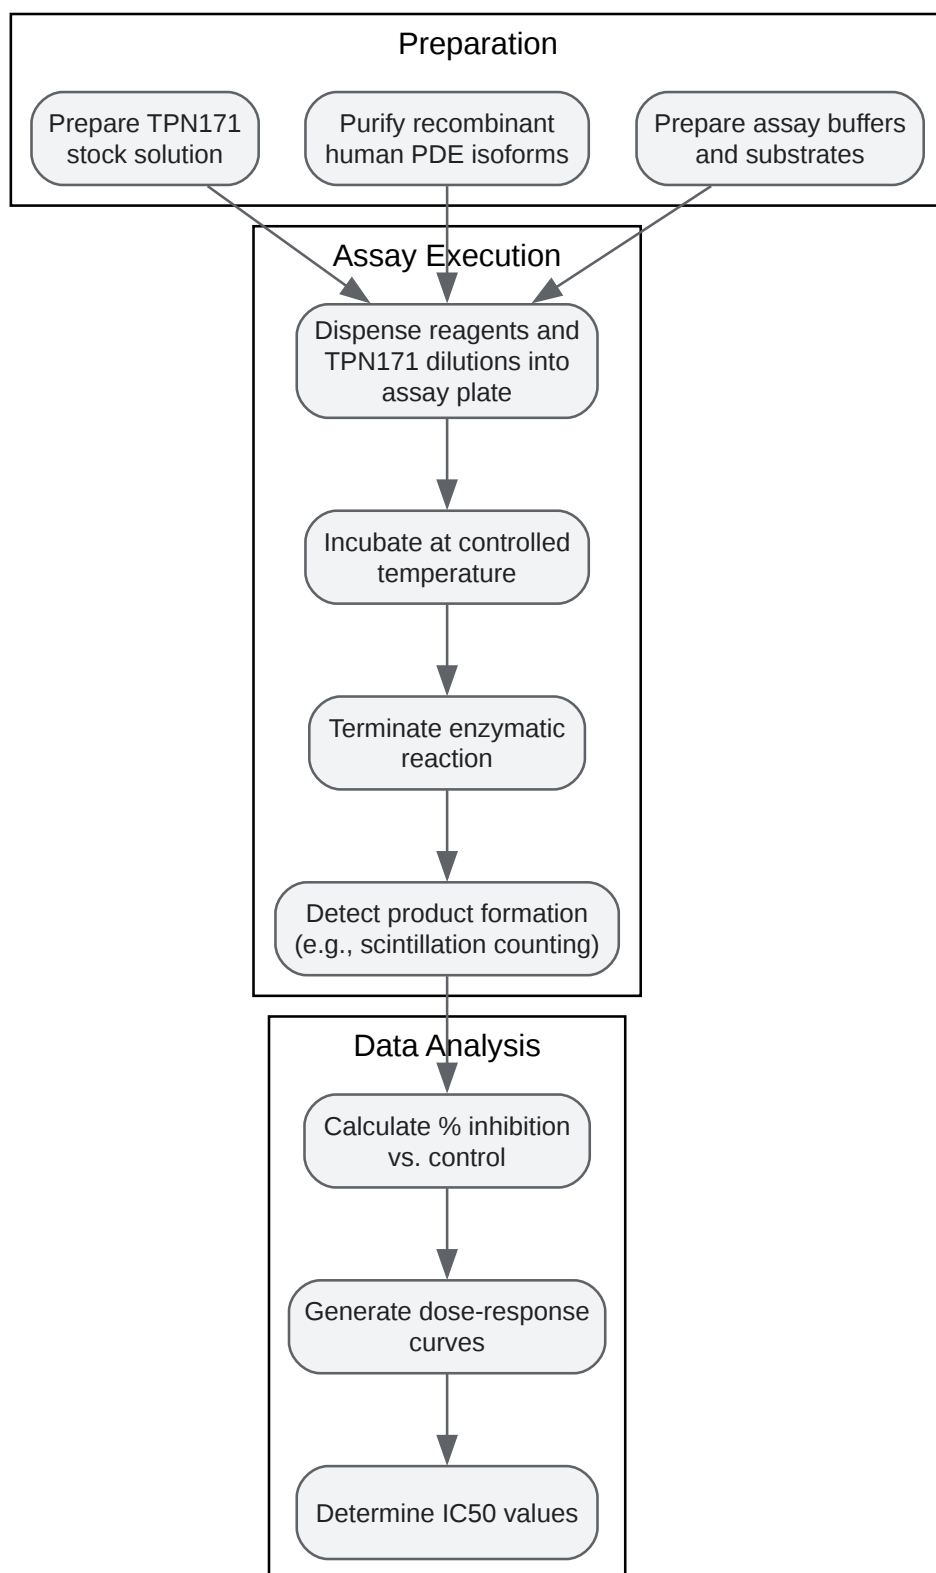 Preparation
Prepare TPN171
stock solution
Purify recombinant
human PDE isoforms
Prepare assay buffers
and substrates
Assay Execution
Dispense reagents and
TPN171 dilutions into
assay plate
Incubate at controlled
temperature
Terminate enzymatic
reaction
Detect product formation
(e.g., scintillation counting)
Data Analysis
Calculate % inhibition
vs. control
Generate dose-response
curves
Determine IC50 values